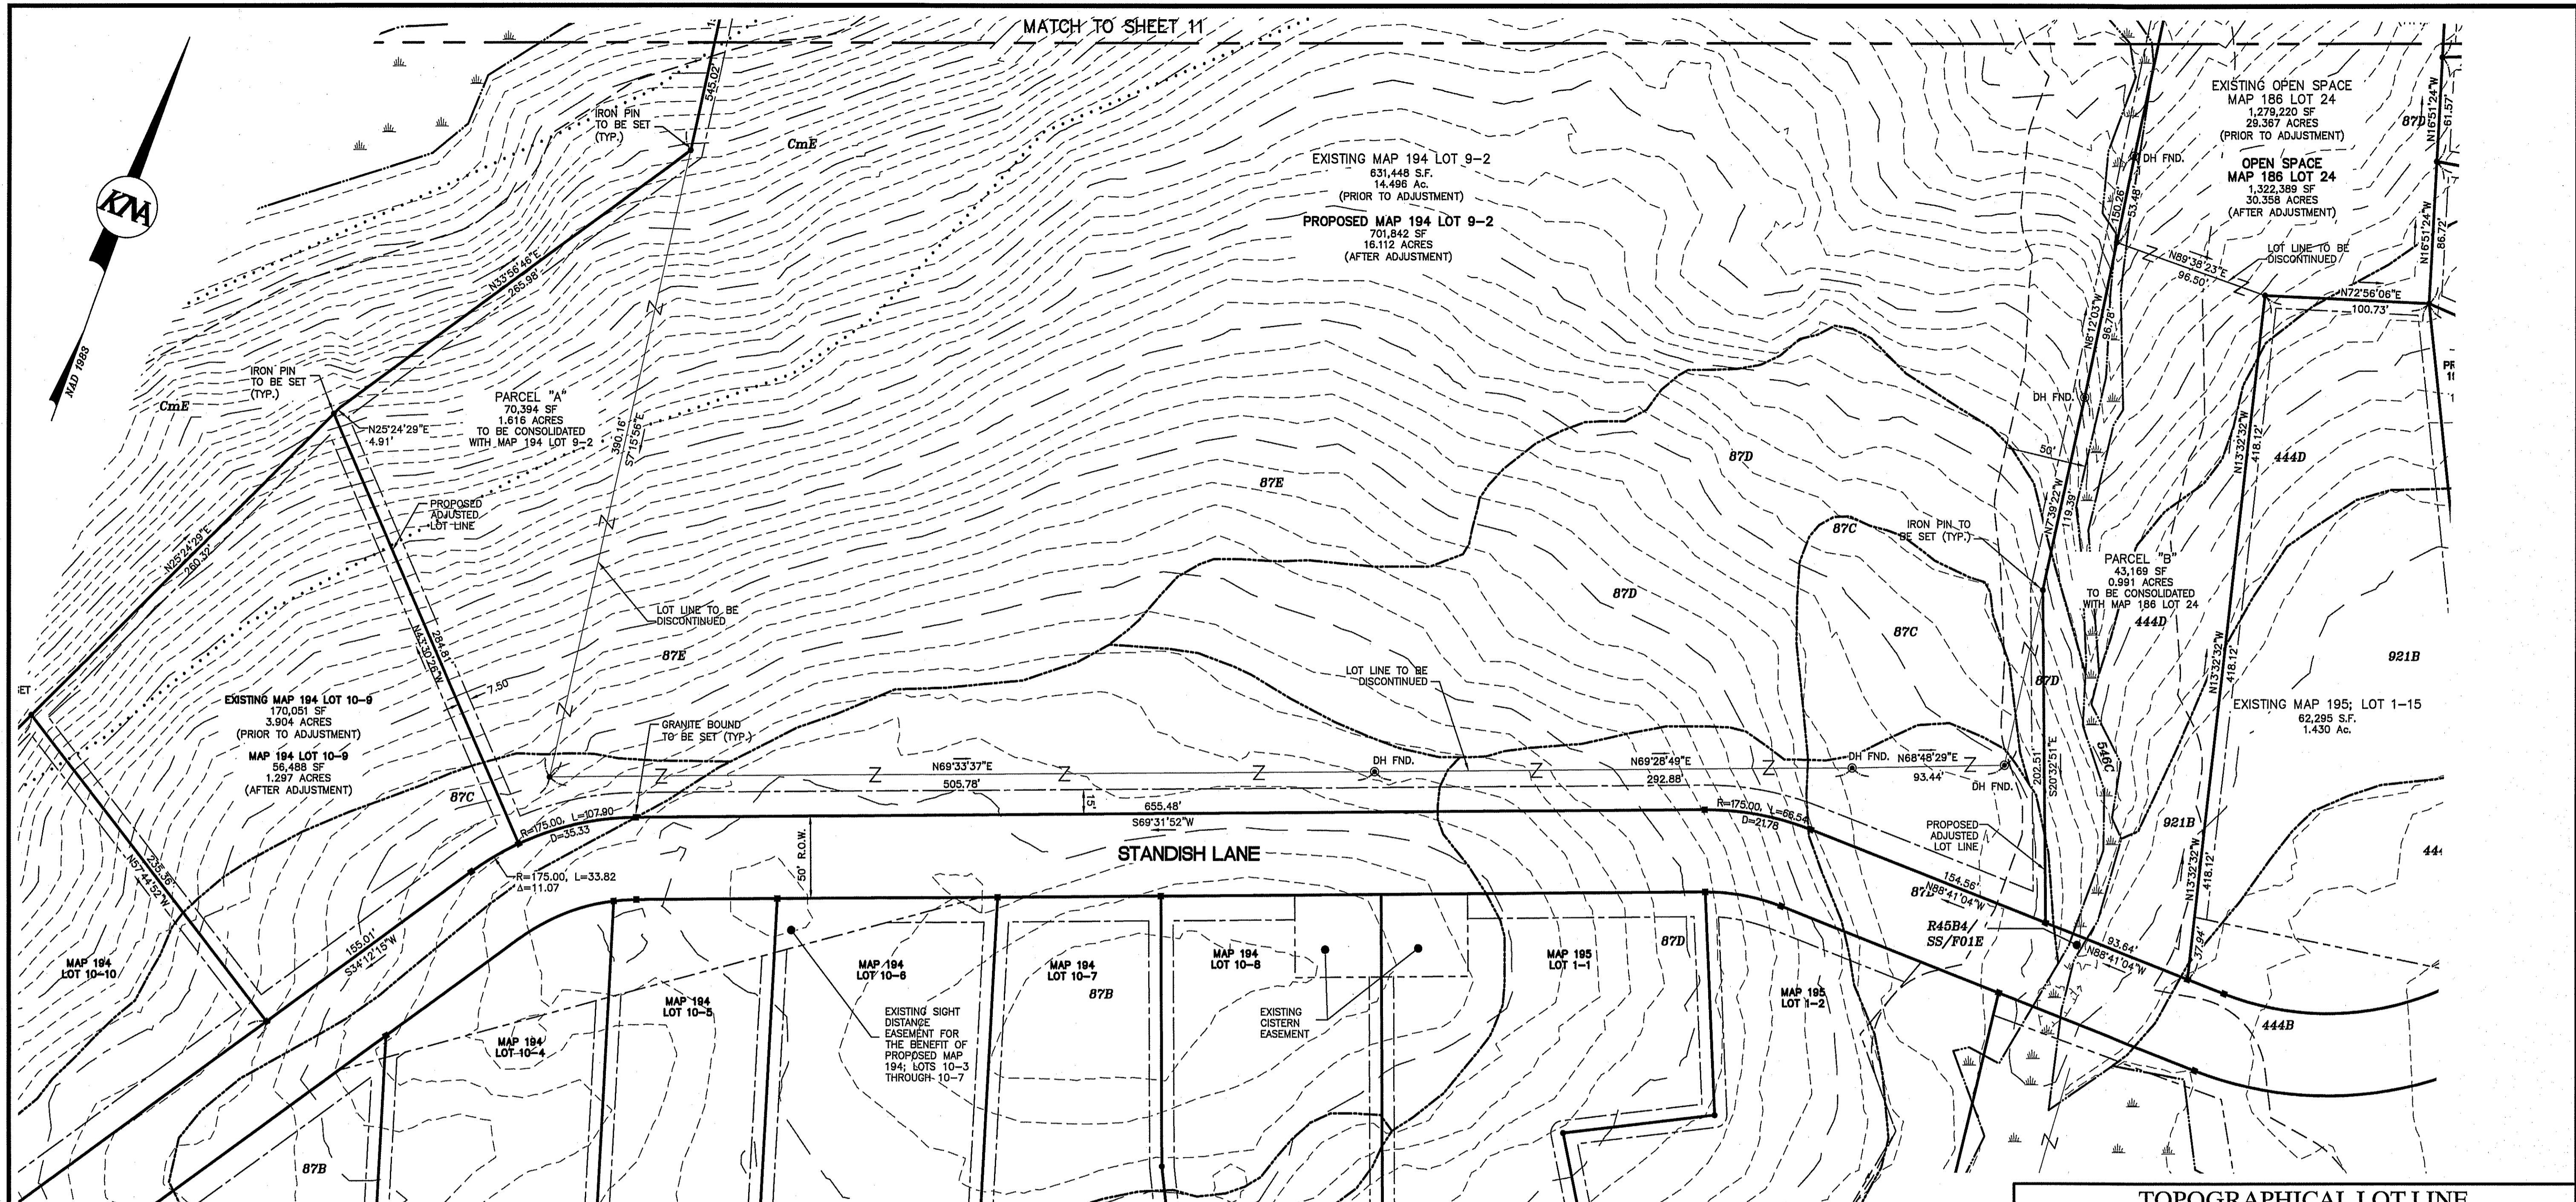 MATCH TO SHEET 11
545.02'
IRON PIN
TO BE SET
(TYP.)
CmE
KNA
NAD 1983
EXISTING MAP 194 LOT 9-2
631,448 S.F.
14.496 Ac.
(PRIOR TO ADJUSTMENT)
PROPOSED MAP 194 LOT 9-2
701,842 SF
16.112 ACRES
(AFTER ADJUSTMENT)
EXISTING OPEN SPACE
MAP 186 LOT 24
1,279,220 SF
29.367 ACRES
(PRIOR TO ADJUSTMENT)
OPEN SPACE
MAP 186 LOT 24
1,322,389 SF
30.358 ACRES
(AFTER ADJUSTMENT)
87D
N16°51'24"W
61.57'
N16°51'24"W
86.72'
DH FND.
150.26'
53.48'
LOT LINE TO BE
DISCONTINUED
N89°38'23"E
96.50'
N72°56'06"E
100.73'
N8°12'03"W
96.78'
DH FND.
N33°56'46"E
265.98'
IRON PIN
TO BE SET
(TYP.)
CmE
N25°24'29"E
4.91'
PARCEL "A"
70,394 SF
1.616 ACRES
TO BE CONSOLIDATED
WITH MAP 194 LOT 9-2
390.16'
S7°15'56"E
PROPOSED
ADJUSTED
LOT LINE
N25°24'29"E
260.32'
87E
87D
50'
N7°39'22"W
119.39'
N13°32'32"W
418.12'
444D
87C
IRON PIN TO
BE SET (TYP.)
PARCEL "B"
43,169 SF
0.991 ACRES
TO BE CONSOLIDATED
WITH MAP 186 LOT 24
444D
87D
87C
LOT LINE TO BE
DISCONTINUED
284.81'
N43°30'26"W
87E
7.50
LOT LINE TO BE
DISCONTINUED
87D
N13°32'32"W
418.12'
921B
EXISTING MAP 195; LOT 1-15
62,295 S.F.
1.430 Ac.
EXISTING MAP 194 LOT 10-9
170,051 SF
3.904 ACRES
(PRIOR TO ADJUSTMENT)
MAP 194 LOT 10-9
56,488 SF
1.297 ACRES
(AFTER ADJUSTMENT)
GRANITE BOUND
TO BE SET (TYP.)
87C
N69°33'37"E
505.78'
DH FND.
N69°28'49"E
292.88'
DH FND.
N68°48'29"E
93.44'
DH FND.
202.51'
S20°32'51"E
546C
15'
655.48'
S69°31'52"W
R=175.00, L=107.90
D=35.33
R=175.00, L=66.54
D=21.78
STANDISH LANE
50' R.O.W.
PROPOSED
ADJUSTED
LOT LINE
921B
N13°32'32"W
418.12'
235.36'
N57°44'52"W
R=175.00, L=33.82
Δ=11.07
154.56'
N88°41'04"W
87D
R45B4/
SS/F01E
93.64'
N88°41'04"W
37.94'
155.01'
S34°12'15"W
MAP 194
LOT 10-10
MAP 194
LOT 10-4
MAP 194
LOT 10-5
MAP 194
LOT 10-6
MAP 194
LOT 10-7
87B
MAP 194
LOT 10-8
MAP 195
LOT 1-1
87D
MAP 195
LOT 1-2
EXISTING SIGHT
DISTANCE
EASEMENT FOR
THE BENEFIT OF
PROPOSED MAP
194; LOTS 10-3
THROUGH 10-7
EXISTING
CISTERN
EASEMENT
444B
87B
TOPOGRAPHICAL LOT LINE